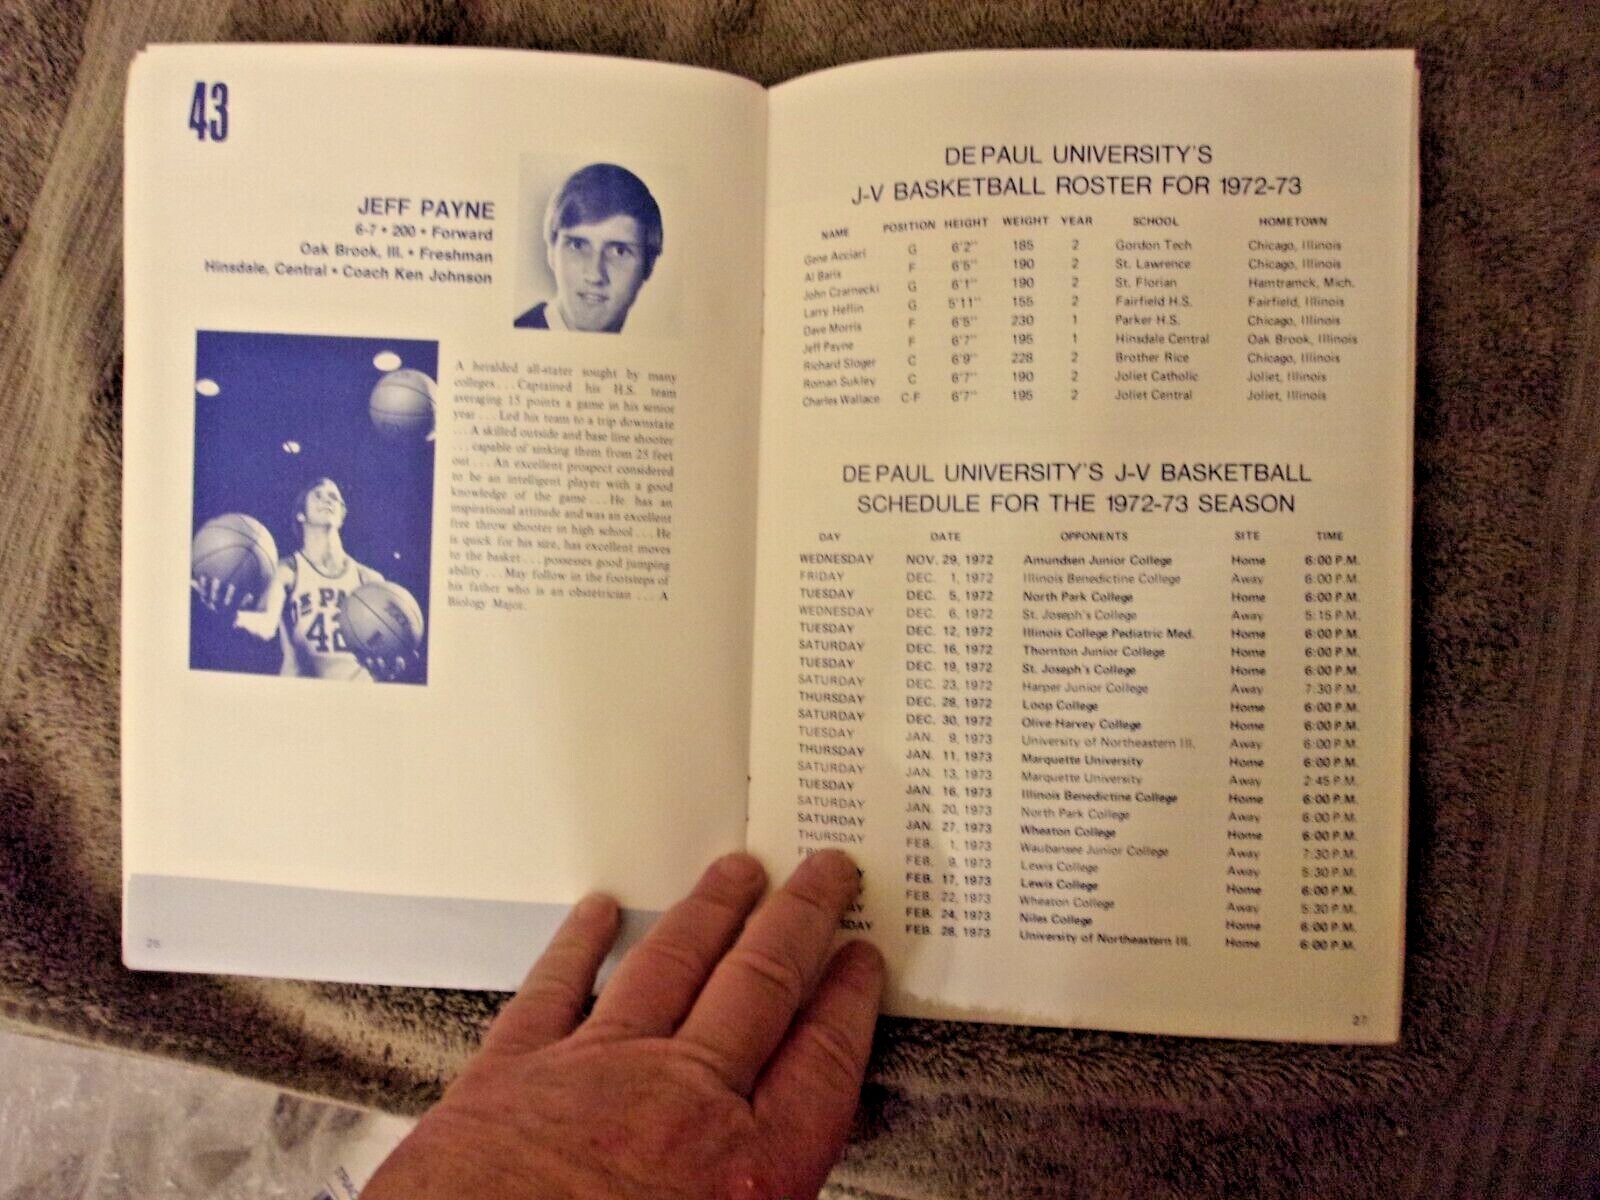 43
JEFF PAYNE
6-7 • 200 • Forward
Oak Brook, Ill. • Freshman
Hinsdale, Central • Coach Ken Johnson
A heralded all-stater sought by many
colleges . . . Captained his H.S. team
averaging 15 points a game in his senior
year . . . Led his team to a trip downstate
. . . A skilled outside and base line shooter
. . . capable of sinking them from 25 feet
out . . . An excellent prospect considered
to be an intelligent player with a good
knowledge of the game . . . He has an
inspirational attitude and was an excellent
free throw shooter in high school . . . He
is quick for his size, has excellent moves
to the basket . . . possesses good jumping
ability . . . May follow in the footsteps of
his father who is an obstetrician . . . A
Biology Major.
DE PA
42
26
DE PAUL UNIVERSITY'S
J-V BASKETBALL ROSTER FOR 1972-73
NAME POSITION HEIGHT WEIGHT YEAR SCHOOL HOMETOWN
Gene Acciari G 6'2" 185 2 Gordon Tech Chicago, Illinois
Al Baris F 6'5" 190 2 St. Lawrence Chicago, Illinois
John Czarnecki G 6'1" 190 2 St. Florian Hamtramck, Mich.
Larry Heflin G 5'11" 155 2 Fairfield H.S. Fairfield, Illinois
Dave Morris F 6'5" 230 1 Parker H.S. Chicago, Illinois
Jeff Payne F 6'7" 195 1 Hinsdale Central Oak Brook, Illinois
Richard Sloger C 6'9" 228 2 Brother Rice Chicago, Illinois
Roman Sukley C 6'7" 190 2 Joliet Catholic Joliet, Illinois
Charles Wallace C-F 6'7" 195 2 Joliet Central Joliet, Illinois
DE PAUL UNIVERSITY'S J-V BASKETBALL
SCHEDULE FOR THE 1972-73 SEASON
DAY DATE OPPONENTS SITE TIME
WEDNESDAY NOV. 29, 1972 Amundsen Junior College Home 6:00 P.M.
FRIDAY DEC. 1, 1972 Illinois Benedictine College Away 6:00 P.M.
TUESDAY DEC. 5, 1972 North Park College Home 6:00 P.M.
WEDNESDAY DEC. 6, 1972 St. Joseph's College Away 5:15 P.M.
TUESDAY DEC. 12, 1972 Illinois College Pediatric Med. Home 6:00 P.M.
SATURDAY DEC. 16, 1972 Thornton Junior College Home 6:00 P.M.
TUESDAY DEC. 19, 1972 St. Joseph's College Home 6:00 P.M.
SATURDAY DEC. 23, 1972 Harper Junior College Away 7:30 P.M.
THURSDAY DEC. 28, 1972 Loop College Home 6:00 P.M.
SATURDAY DEC. 30, 1972 Olive-Harvey College Home 6:00 P.M.
TUESDAY JAN. 9, 1973 University of Northeastern Ill. Away 6:00 P.M.
THURSDAY JAN. 11, 1973 Marquette University Home 6:00 P.M.
SATURDAY JAN. 13, 1973 Marquette University Away 2:45 P.M.
TUESDAY JAN. 16, 1973 Illinois Benedictine College Home 6:00 P.M.
SATURDAY JAN. 20, 1973 North Park College Away 6:00 P.M.
SATURDAY JAN. 27, 1973 Wheaton College Home 6:00 P.M.
THURSDAY FEB. 1, 1973 Waubansee Junior College Away 7:30 P.M.
FEB. 9, 1973 Lewis College Away 5:30 P.M.
FEB. 17, 1973 Lewis College Home 6:00 P.M.
FEB. 22, 1973 Wheaton College Away 5:30 P.M.
FEB. 24, 1973 Niles College Home 6:00 P.M.
SDAY FEB. 28, 1973 University of Northeastern Ill. Home 6:00 P.M.
27